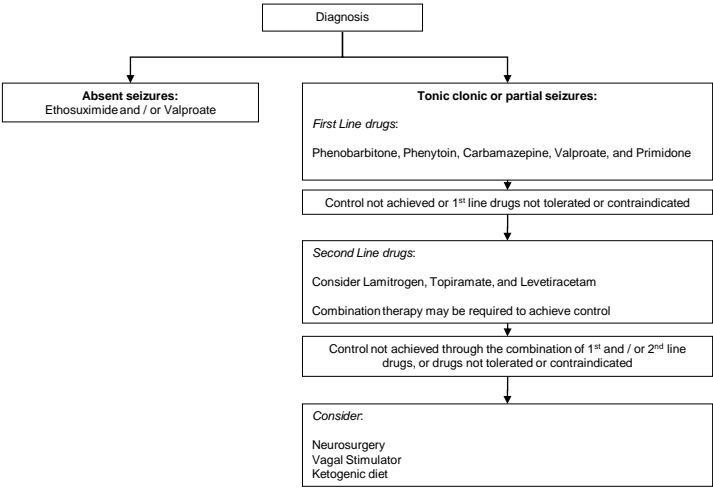 Diagnosis
Absent seizures:
Ethosuximide and / or Valproate
Tonic clonic or partial seizures:
First Line drugs:
Phenobarbitone, Phenytoin, Carbamazepine, Valproate, and Primidone
Control not achieved or 1st line drugs not tolerated or contraindicated
Second Line drugs:
Consider Lamitrogen, Topiramate, and Levetiracetam
Combination therapy may be required to achieve control
Control not achieved through the combination of 1st and / or 2nd line
drugs, or drugs not tolerated or contraindicated
Consider:
Neurosurgery
Vagal Stimulator
Ketogenic diet